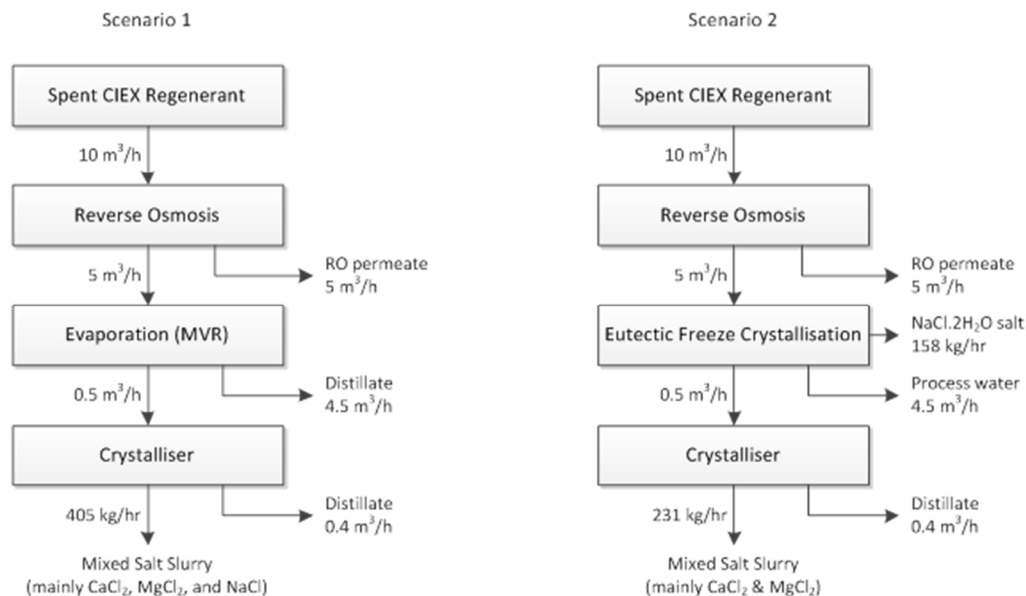 Scenario 1
Spent CIEX Regenerant
10 m³/h
Reverse Osmosis
5 m³/h
RO permeate
5 m³/h
Evaporation (MVR)
0.5 m³/h
Distillate
4.5 m³/h
Crystalliser
405 kg/hr
Distillate
0.4 m³/h
Mixed Salt Slurry
(mainly CaCl₂, MgCl₂, and NaCl)
Scenario 2
Spent CIEX Regenerant
10 m³/h
Reverse Osmosis
5 m³/h
RO permeate
5 m³/h
Eutectic Freeze Crystallisation
NaCl.2H₂O salt
158 kg/hr
0.5 m³/h
Process water
4.5 m³/h
Crystalliser
231 kg/hr
Distillate
0.4 m³/h
Mixed Salt Slurry
(mainly CaCl₂ & MgCl₂)